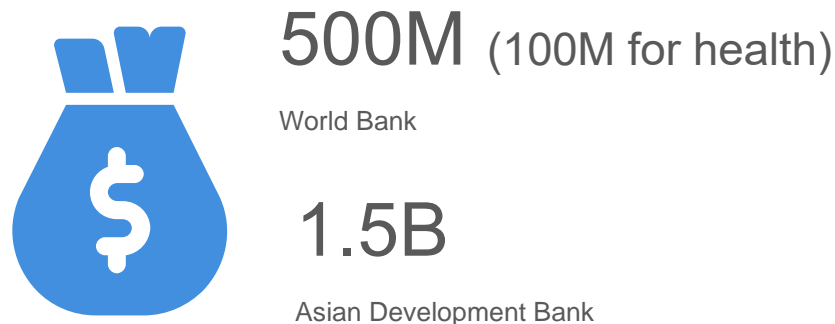 500M (100M for health)
World Bank
$
1.5B
Asian Development Bank